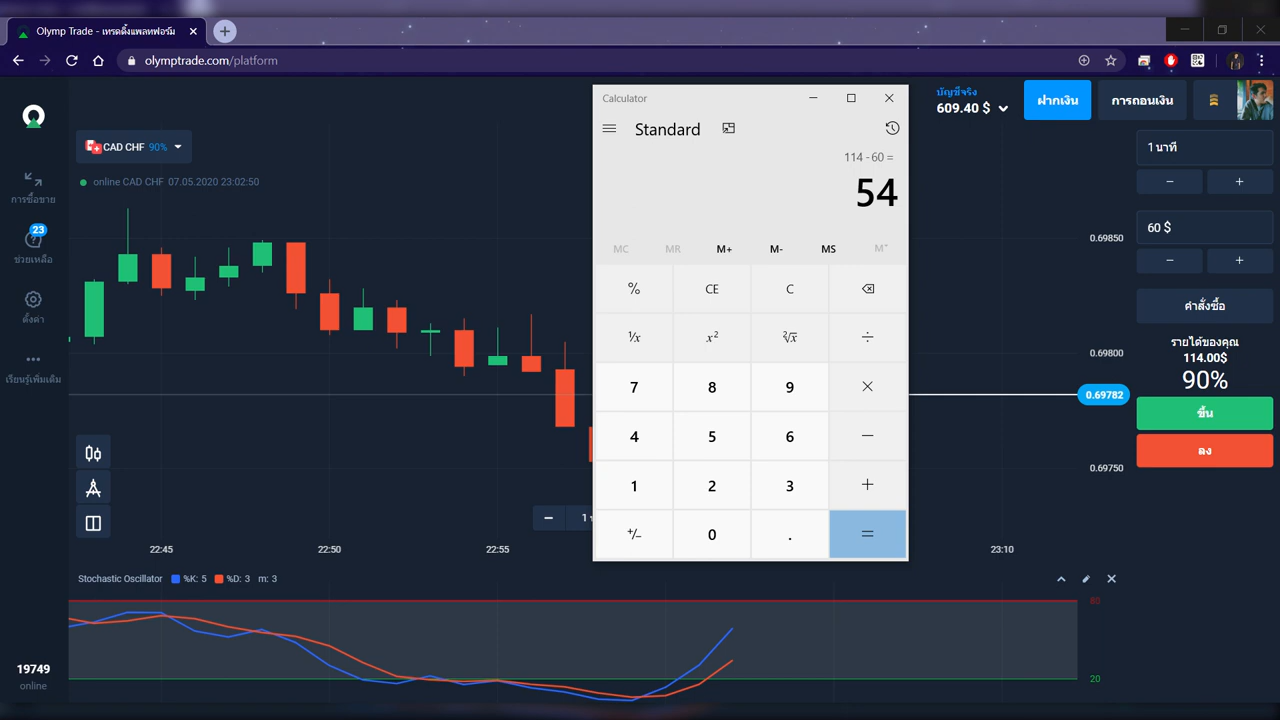 Olymp Trade - เทรดดิ้งแพลทฟอร์ม
olymptrade.com/platform
บัญชีจริง
609.40 $
ฝากเงิน
การถอนเงิน
CAD CHF 90%
online CAD CHF 07.05.2020 23:02:50
การซื้อขาย
23
ช่วยเหลือ
ตั้งค่า
เรียนรู้เพิ่มเติม
19749
online
Calculator
Standard
114 - 60 =
54
MC MR M+ M- MS M˅
% CE C
¹/x x² ²√x ÷
7 8 9 ×
4 5 6 −
1 2 3 +
+/− 0 . =
1 นาที
− +
60 $
− +
คำสั่งซื้อ
รายได้ของคุณ
114.00$
90%
ขึ้น
ลง
0.69850
0.69800
0.69782
0.69750
22:45 22:50 22:55 23:10
Stochastic Oscillator %K: 5 %D: 3 m: 3
80
20